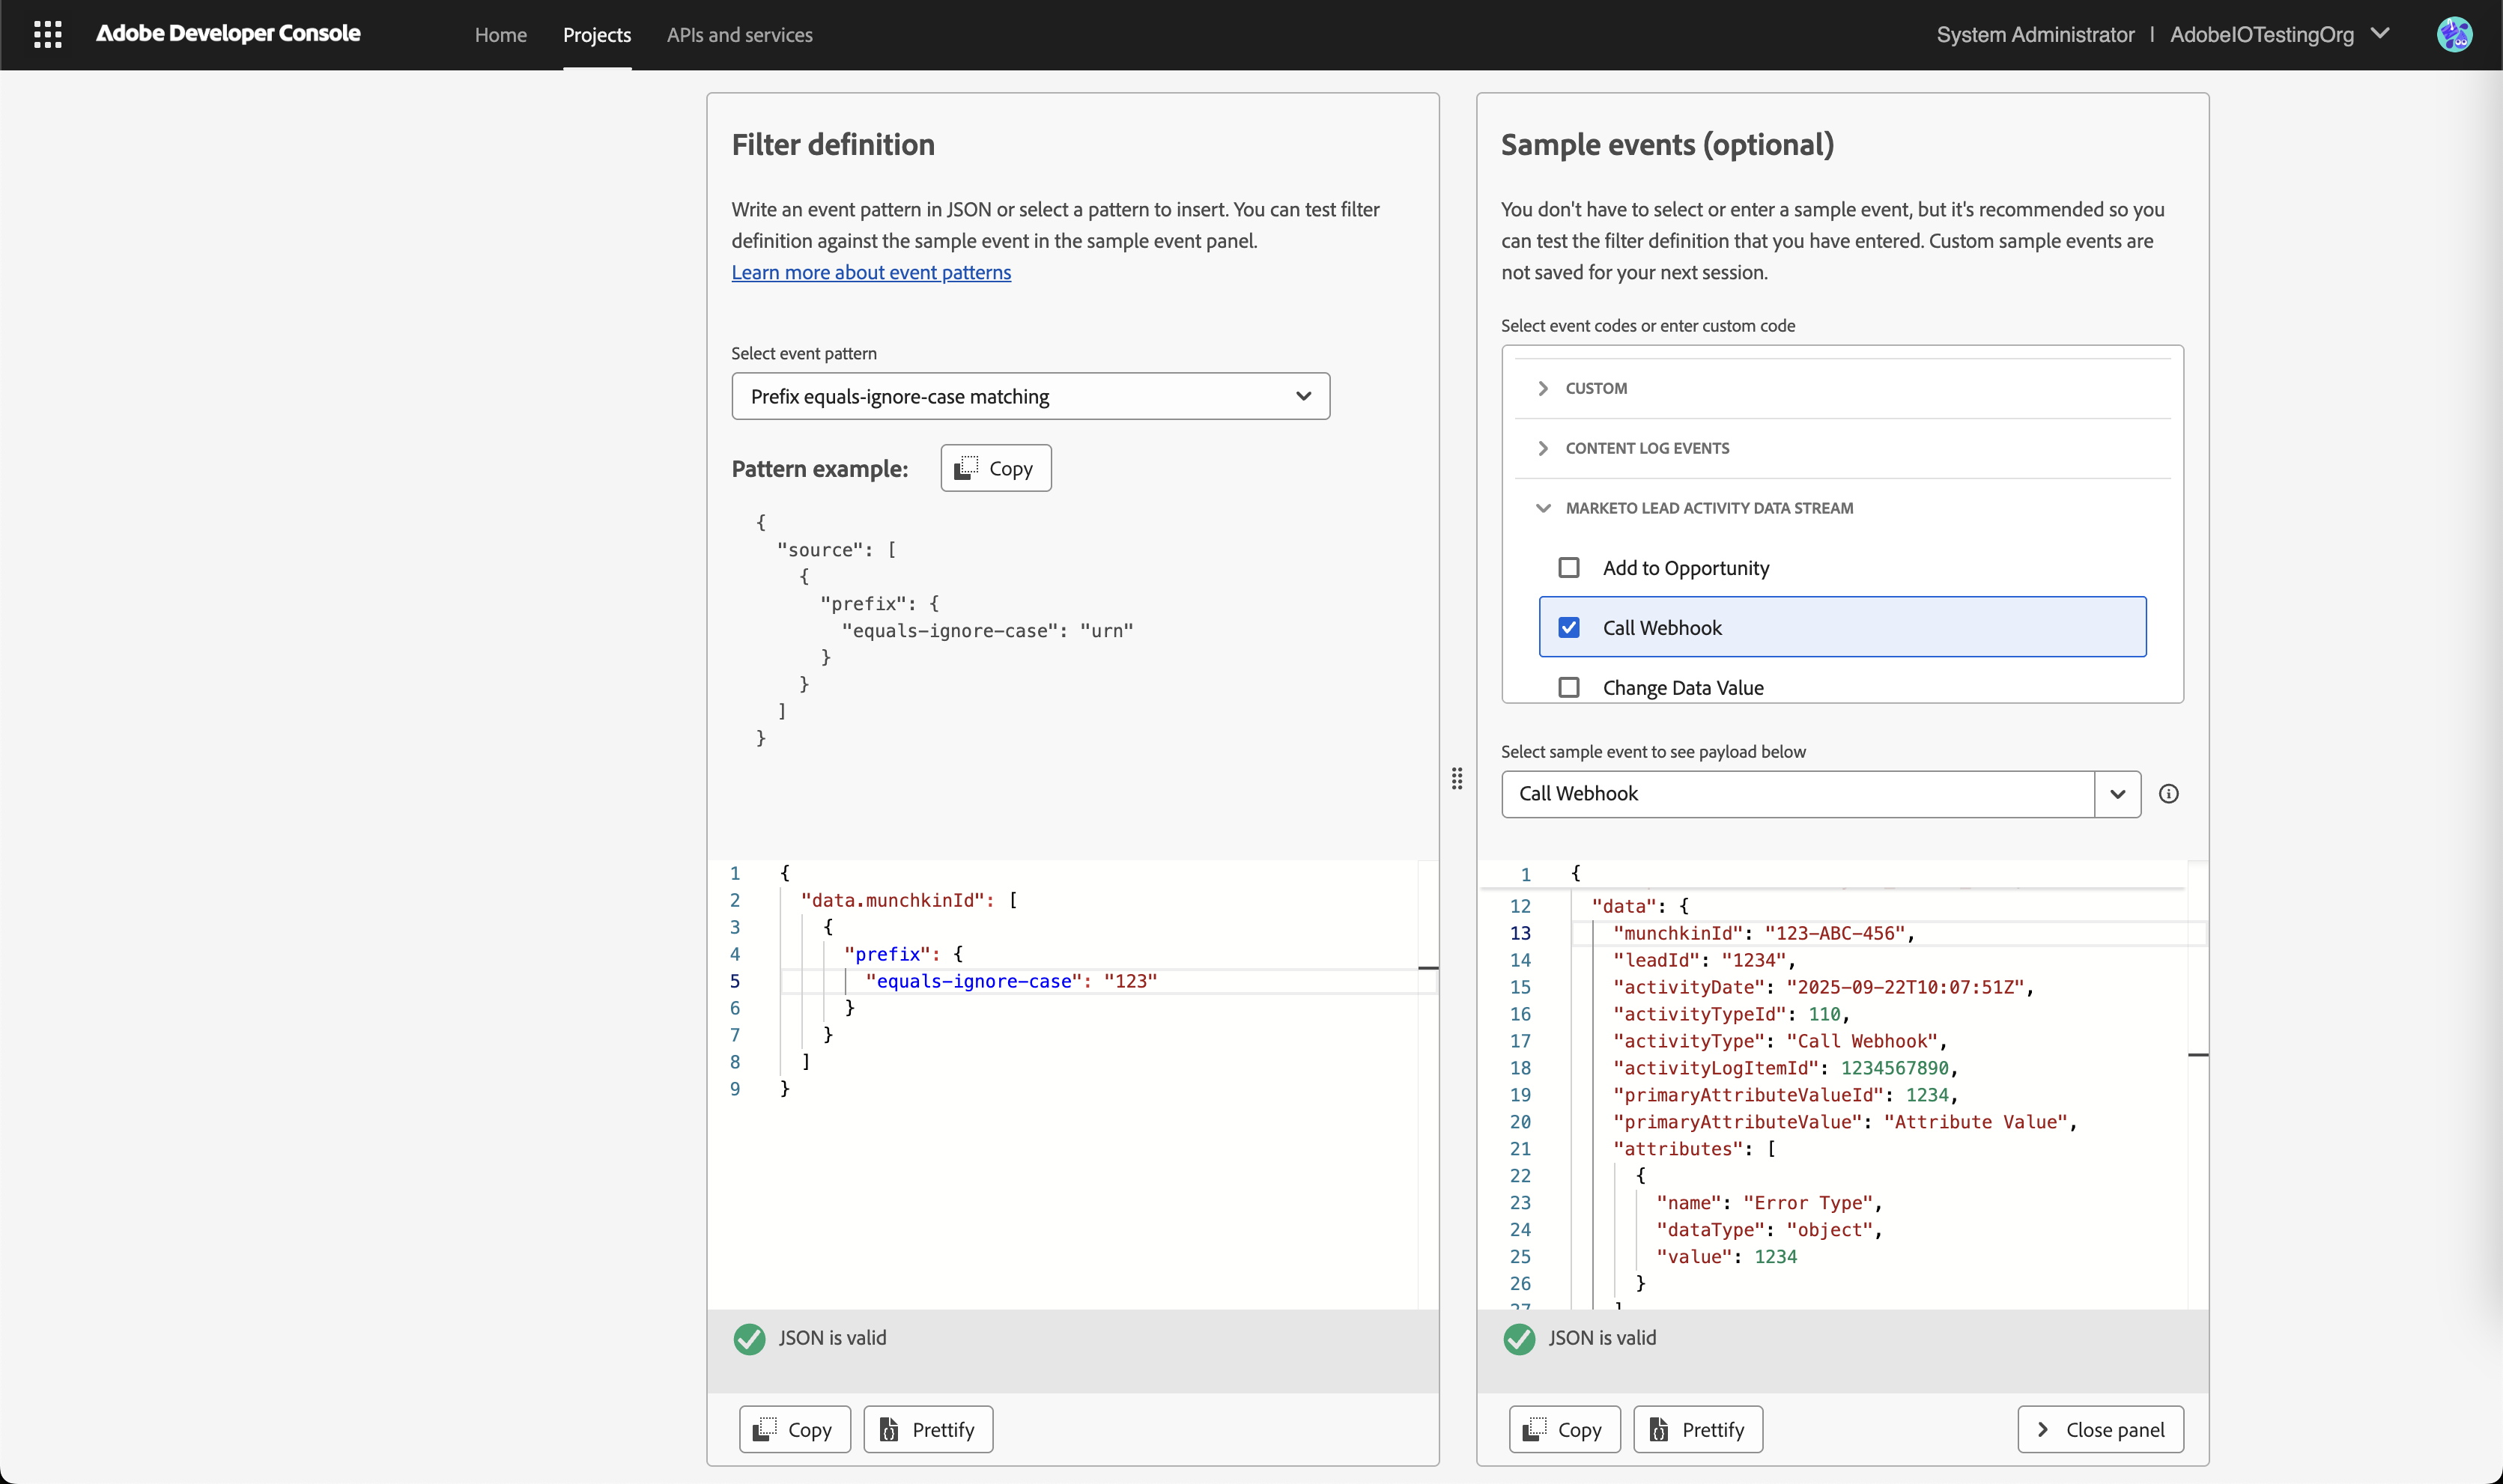 Adobe Developer Console
Home
Projects
APIs and services
System Administrator | AdobeIOTestingOrg
Filter definition
Write an event pattern in JSON or select a pattern to insert. You can test filter
definition against the sample event in the sample event panel.
Learn more about event patterns
Select event pattern
Prefix equals-ignore-case matching
Pattern example:
Copy
{
  "source": [
    {
      "prefix": {
        "equals-ignore-case": "urn"
      }
    }
  ]
}
1 {
2   "data.munchkinId": [
3     {
4       "prefix": {
5         "equals-ignore-case": "123"
6       }
7     }
8   ]
9 }
JSON is valid
Copy
Prettify
Sample events (optional)
You don't have to select or enter a sample event, but it's recommended so you
can test the filter definition that you have entered. Custom sample events are
not saved for your next session.
Select event codes or enter custom code
CUSTOM
CONTENT LOG EVENTS
MARKETO LEAD ACTIVITY DATA STREAM
Add to Opportunity
Call Webhook
Change Data Value
Select sample event to see payload below
Call Webhook
1 {
12   "data": {
13     "munchkinId": "123-ABC-456",
14     "leadId": "1234",
15     "activityDate": "2025-09-22T10:07:51Z",
16     "activityTypeId": 110,
17     "activityType": "Call Webhook",
18     "activityLogItemId": 1234567890,
19     "primaryAttributeValueId": 1234,
20     "primaryAttributeValue": "Attribute Value",
21     "attributes": [
22       {
23         "name": "Error Type",
24         "dataType": "object",
25         "value": 1234
26       }
27     ]
JSON is valid
Copy
Prettify
Close panel